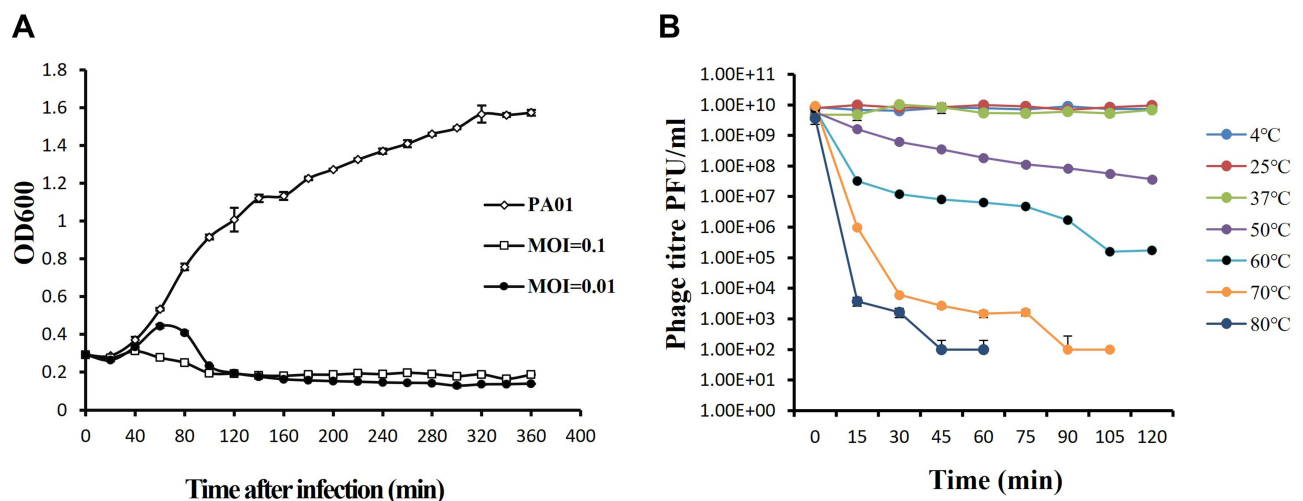 A
1.8
1.6
1.4
1.2
1
0.8
0.6
0.4
0.2
0
OD600
0 40 80 120 160 200 240 280 320 360 400
Time after infection (min)
PA01
MOI=0.1
MOI=0.01
B
1.00E+11
1.00E+10
1.00E+09
1.00E+08
1.00E+07
1.00E+06
1.00E+05
1.00E+04
1.00E+03
1.00E+02
1.00E+01
1.00E+00
Phage titre PFU/ml
0 15 30 45 60 75 90 105 120
Time (min)
4℃
25℃
37℃
50℃
60℃
70℃
80℃